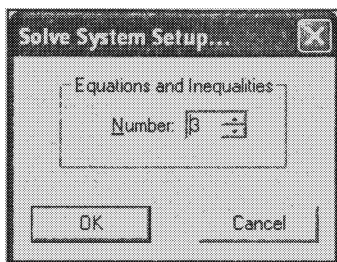 Solve System Setup...
Equations and Inequalities
Number: 3
OK Cancel